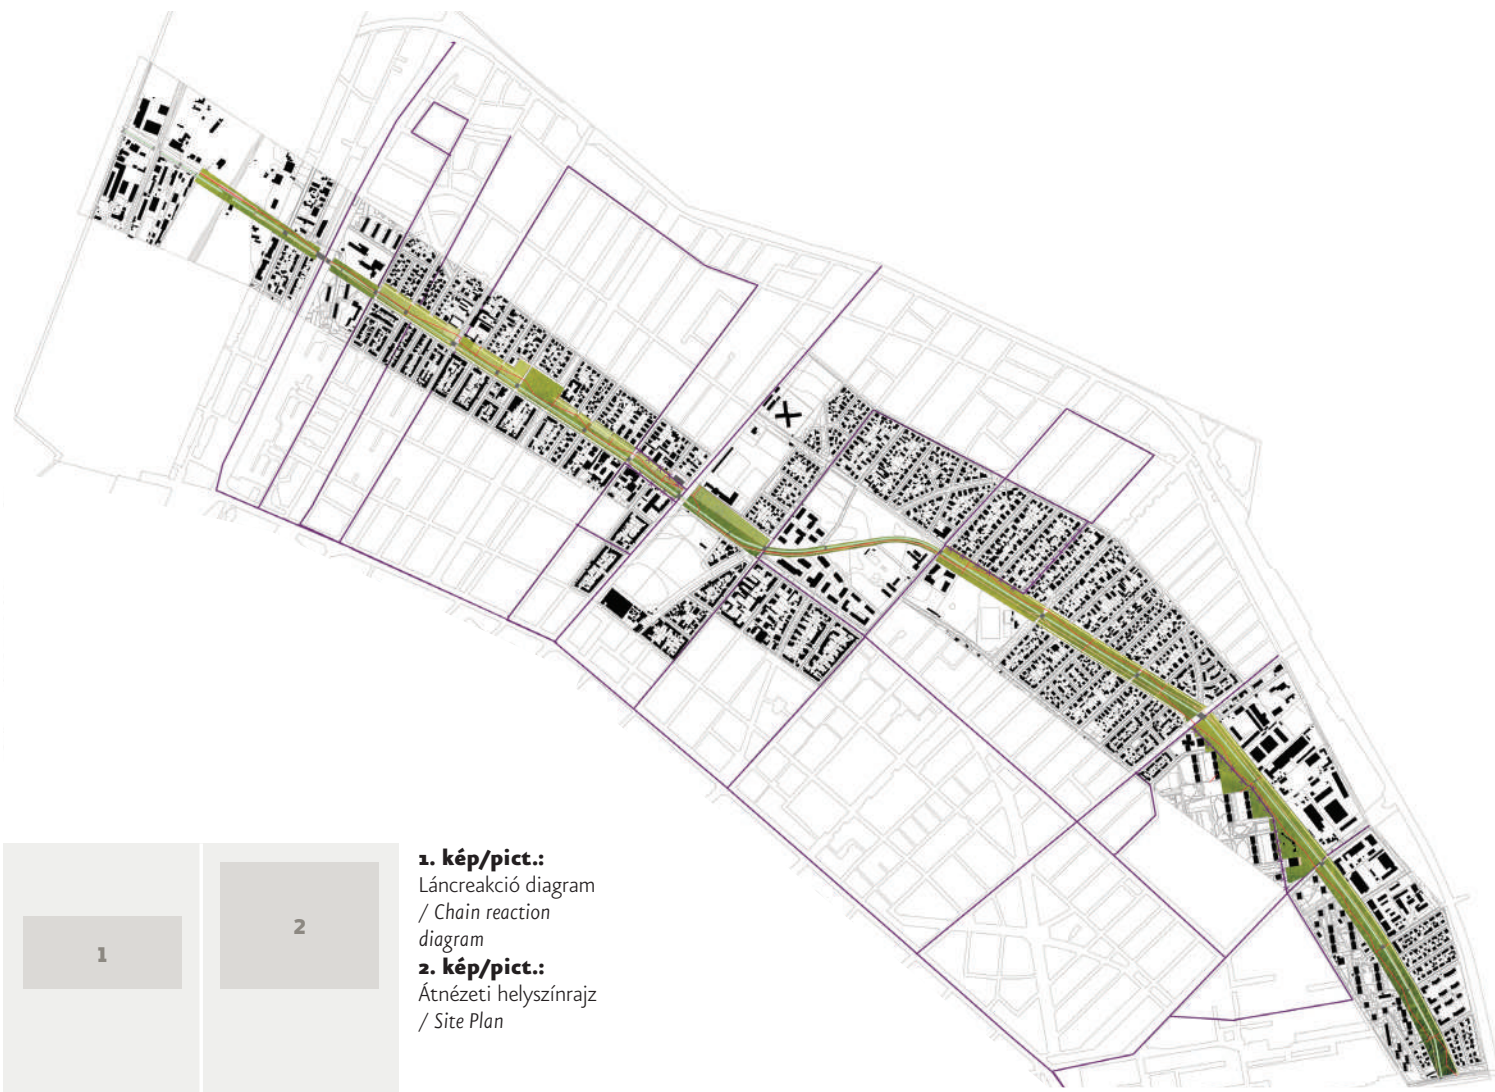 1
2
1. kép/pict.:
Láncreakció diagram
/ Chain reaction
diagram
2. kép/pict.:
Átnézeti helyszínrajz
/ Site Plan